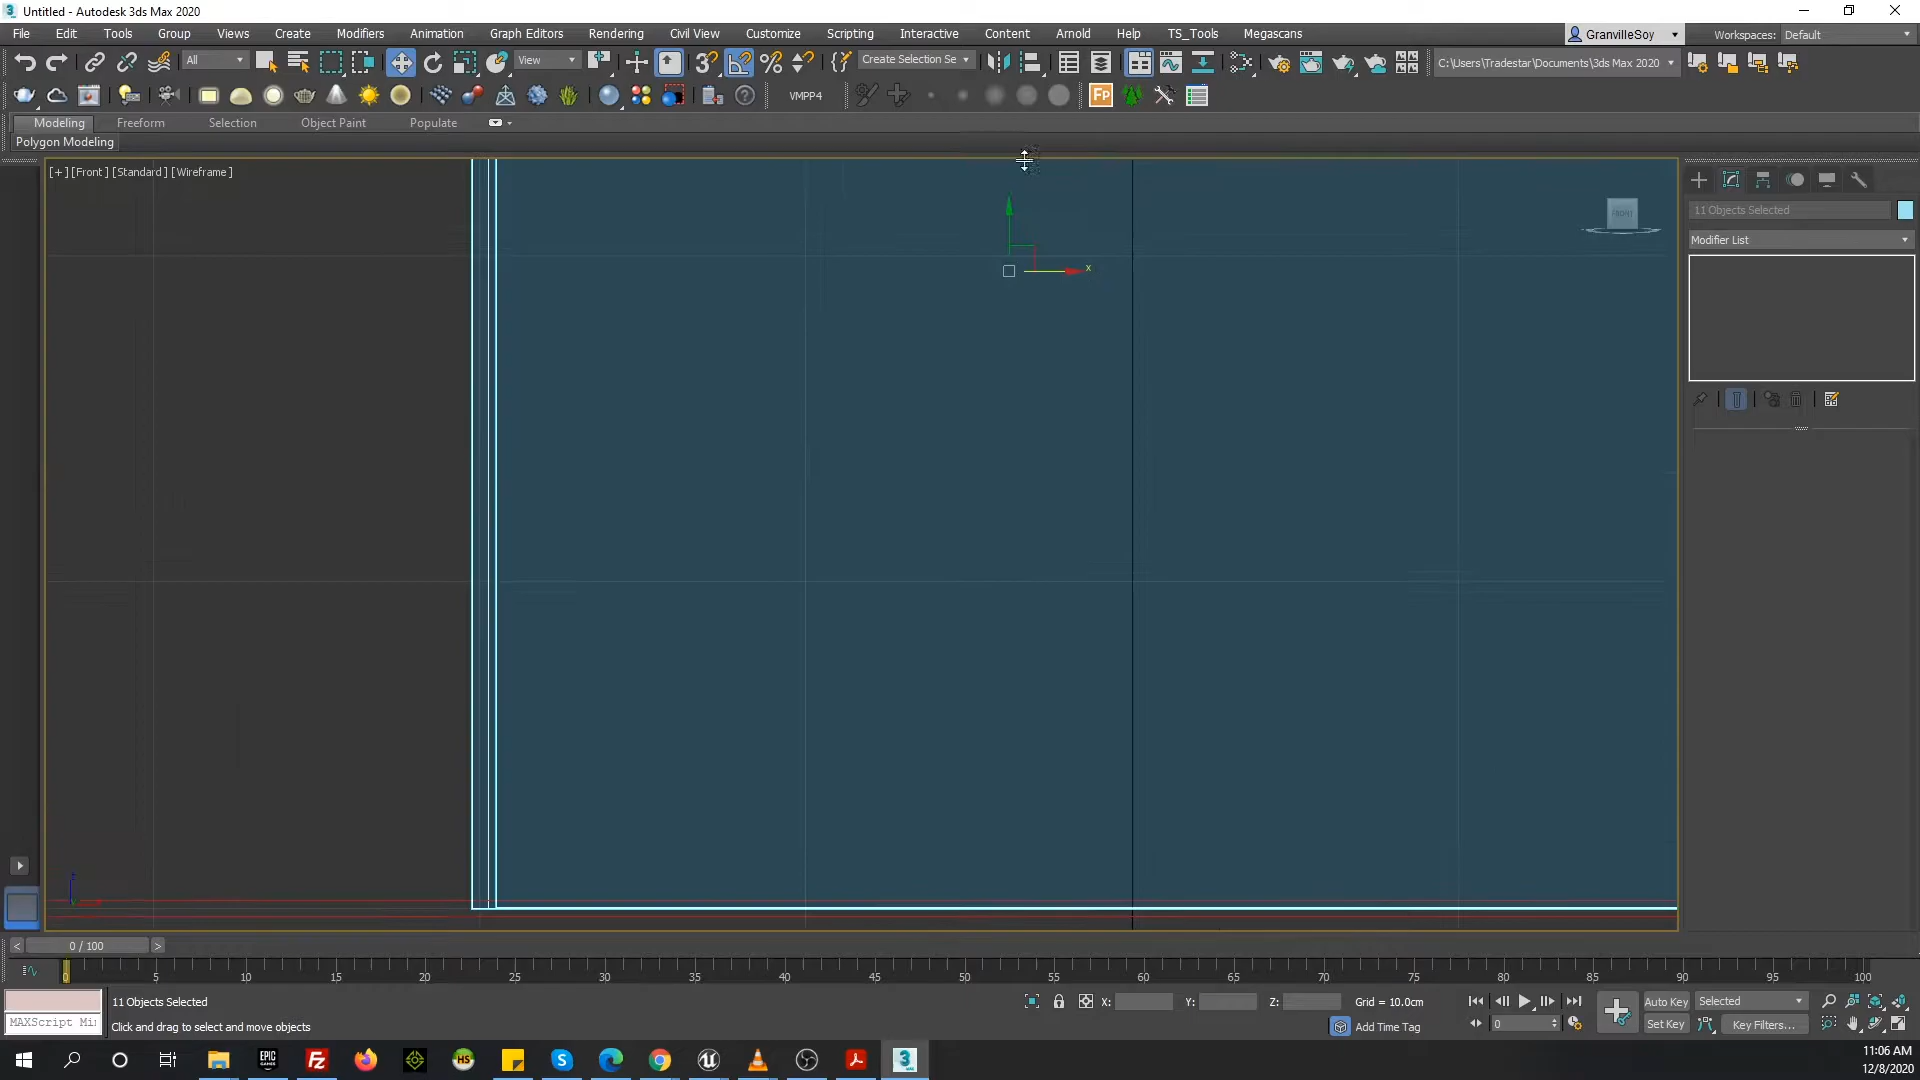 Untitled - Autodesk 3ds Max 2020
File Edit Tools Group Views Create Modifiers Animation Graph Editors Rendering Civil View Customize Scripting Interactive Content Arnold Help TS_Tools Megascans GranvilleSoy Workspaces: Default
All View Create Selection Se C:\Users\Tradestar\Documents\3ds Max 2020
VMPP4 Fp
Modeling Freeform Selection Object Paint Populate
Polygon Modeling
[+] [Front] [Standard] [Wireframe]
FRONT
x
11 Objects Selected
Modifier List
< 0 / 100 >
0 5 10 15 20 25 30 35 40 45 50 55 60 65 70 75 80 85 90 95 100
11 Objects Selected X: Y: Z: Grid = 10.0cm Auto Key Selected
MAXScript Mi Click and drag to select and move objects Add Time Tag 0 Set Key Key Filters...
11:06 AM
12/8/2020